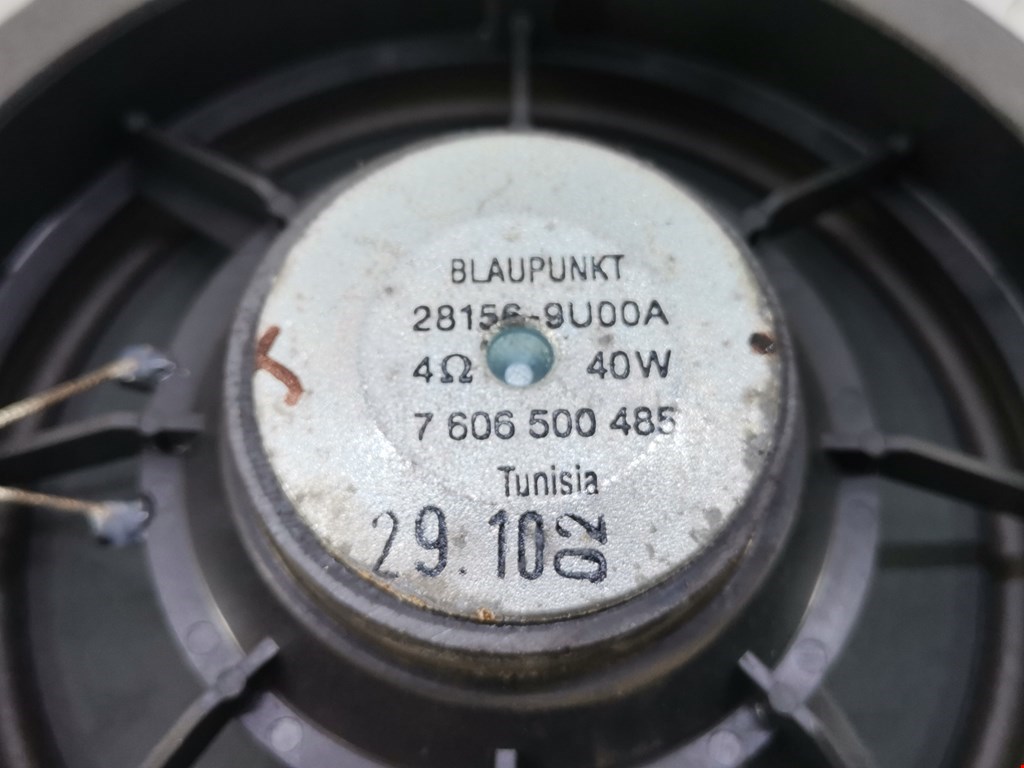 BLAUPUNKT
28156-9U00A
4Ω 40W
7 606 500 485
Tunisia
29.10 02